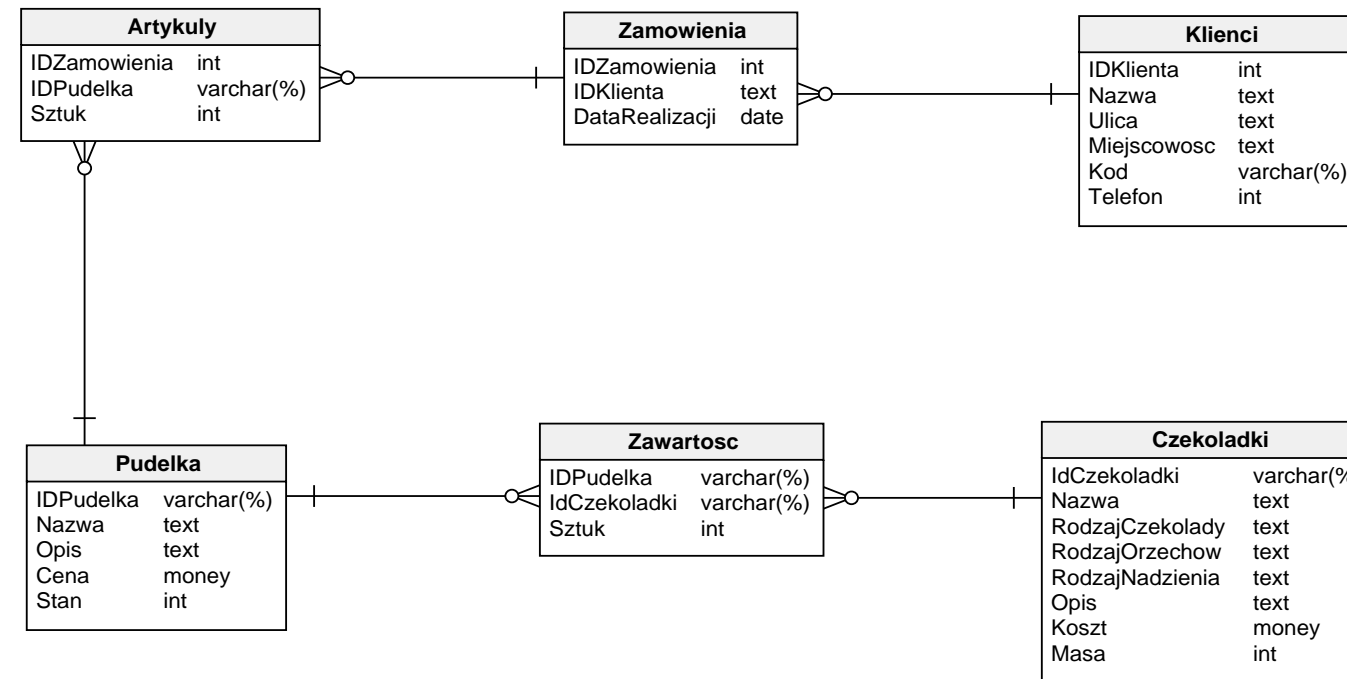 Artykuly
IDZamowienia int
IDPudelka varchar(%)
Sztuk int
Zamowienia
IDZamowienia int
IDKlienta text
DataRealizacji date
Klienci
IDKlienta int
Nazwa text
Ulica text
Miejscowosc text
Kod varchar(%)
Telefon int
Pudelka
IDPudelka varchar(%)
Nazwa text
Opis text
Cena money
Stan int
Zawartosc
IDPudelka varchar(%)
IdCzekoladki varchar(%)
Sztuk int
Czekoladki
IdCzekoladki varchar(%
Nazwa text
RodzajCzekolady text
RodzajOrzechow text
RodzajNadzienia text
Opis text
Koszt money
Masa int